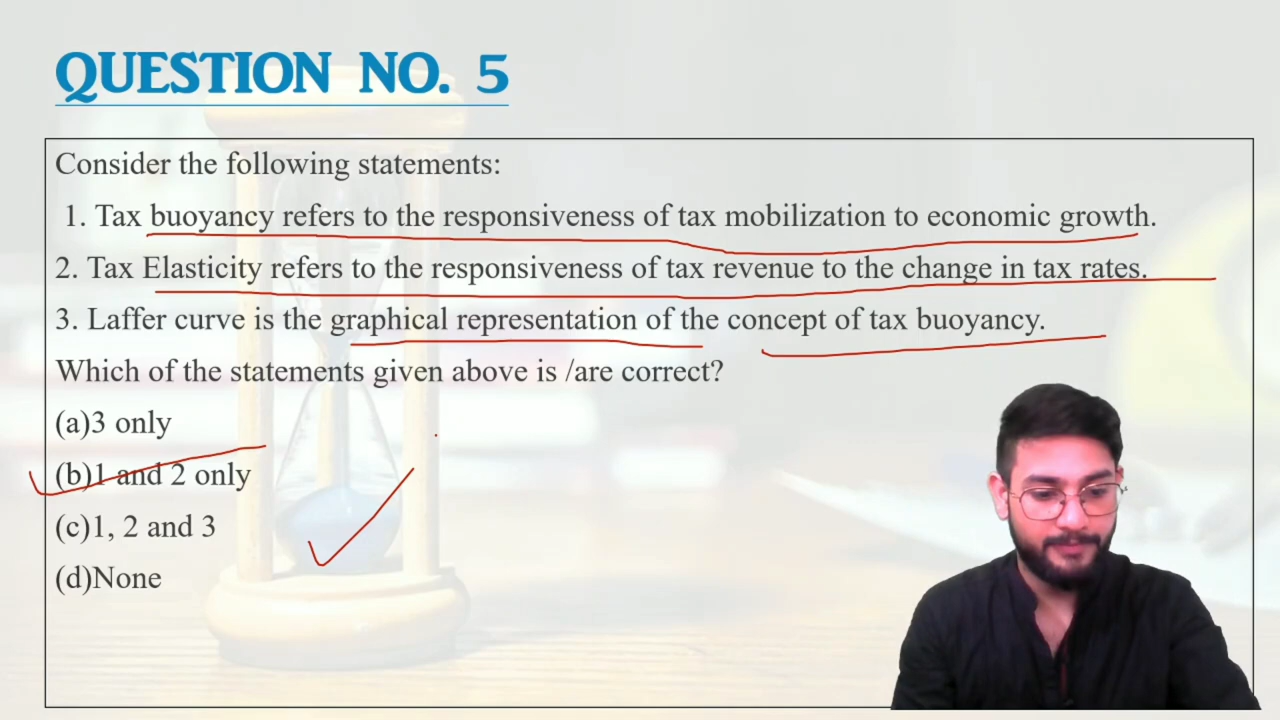 QUESTION NO. 5
Consider the following statements:
1. Tax buoyancy refers to the responsiveness of tax mobilization to economic growth.
2. Tax Elasticity refers to the responsiveness of tax revenue to the change in tax rates.
3. Laffer curve is the graphical representation of the concept of tax buoyancy.
Which of the statements given above is /are correct?
(a)3 only
(b)1 and 2 only
(c)1, 2 and 3
(d)None